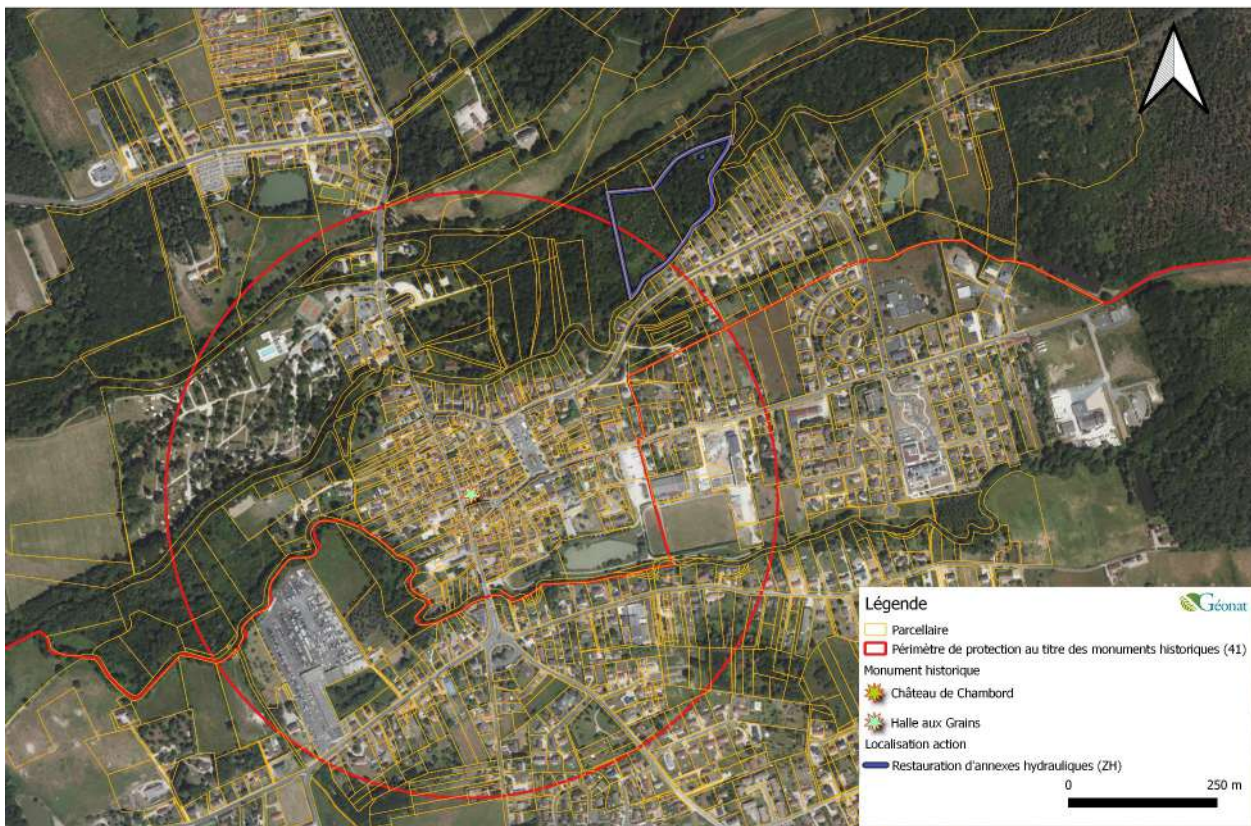 Légende
Géonat
Parcellaire
Périmètre de protection au titre des monuments historiques (41)
Monument historique
Château de Chambord
Halle aux Grains
Localisation action
Restauration d'annexes hydrauliques (ZH)
0 250 m